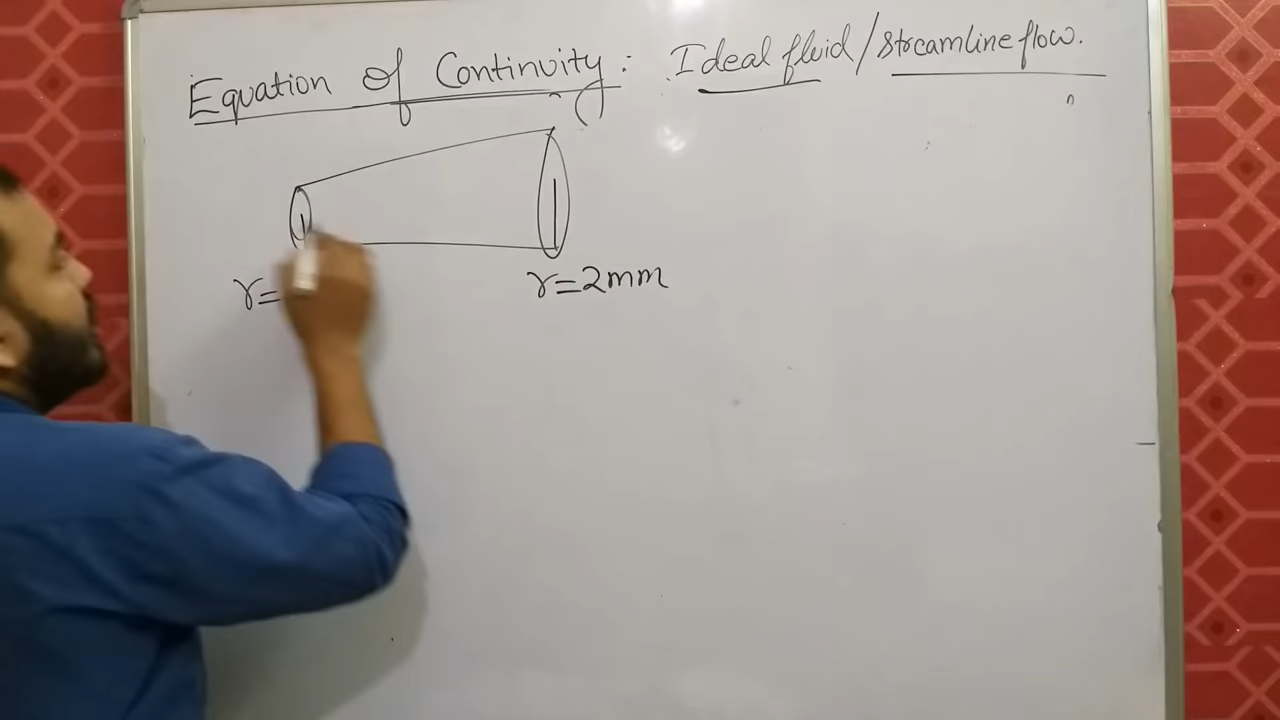 Equation of Continuity : Ideal fluid / streamline flow.
r= r=2mm